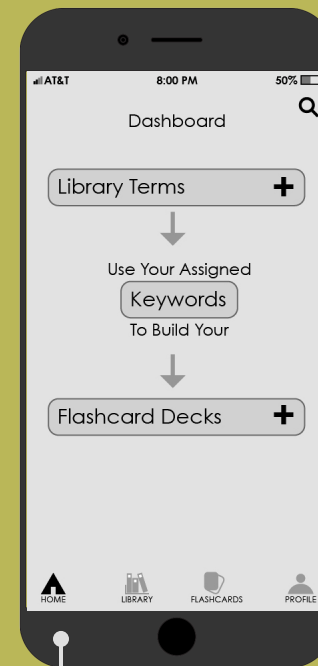 AT&T 8:00 PM 50%
Dashboard
Library Terms +
Use Your Assigned
Keywords
To Build Your
Flashcard Decks +
HOME LIBRARY FLASHCARDS PROFILE